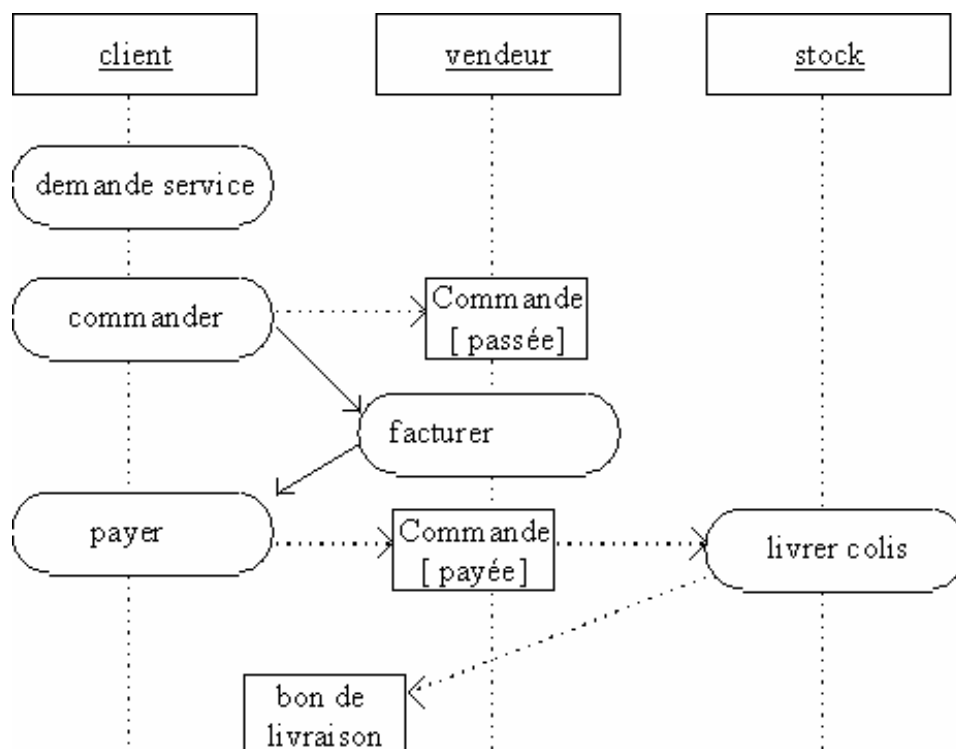 client
vendeur
stock
demande service
commander
Commande
[ passée]
facturer
payer
Commande
[ payée]
livrer colis
bon de
livraison